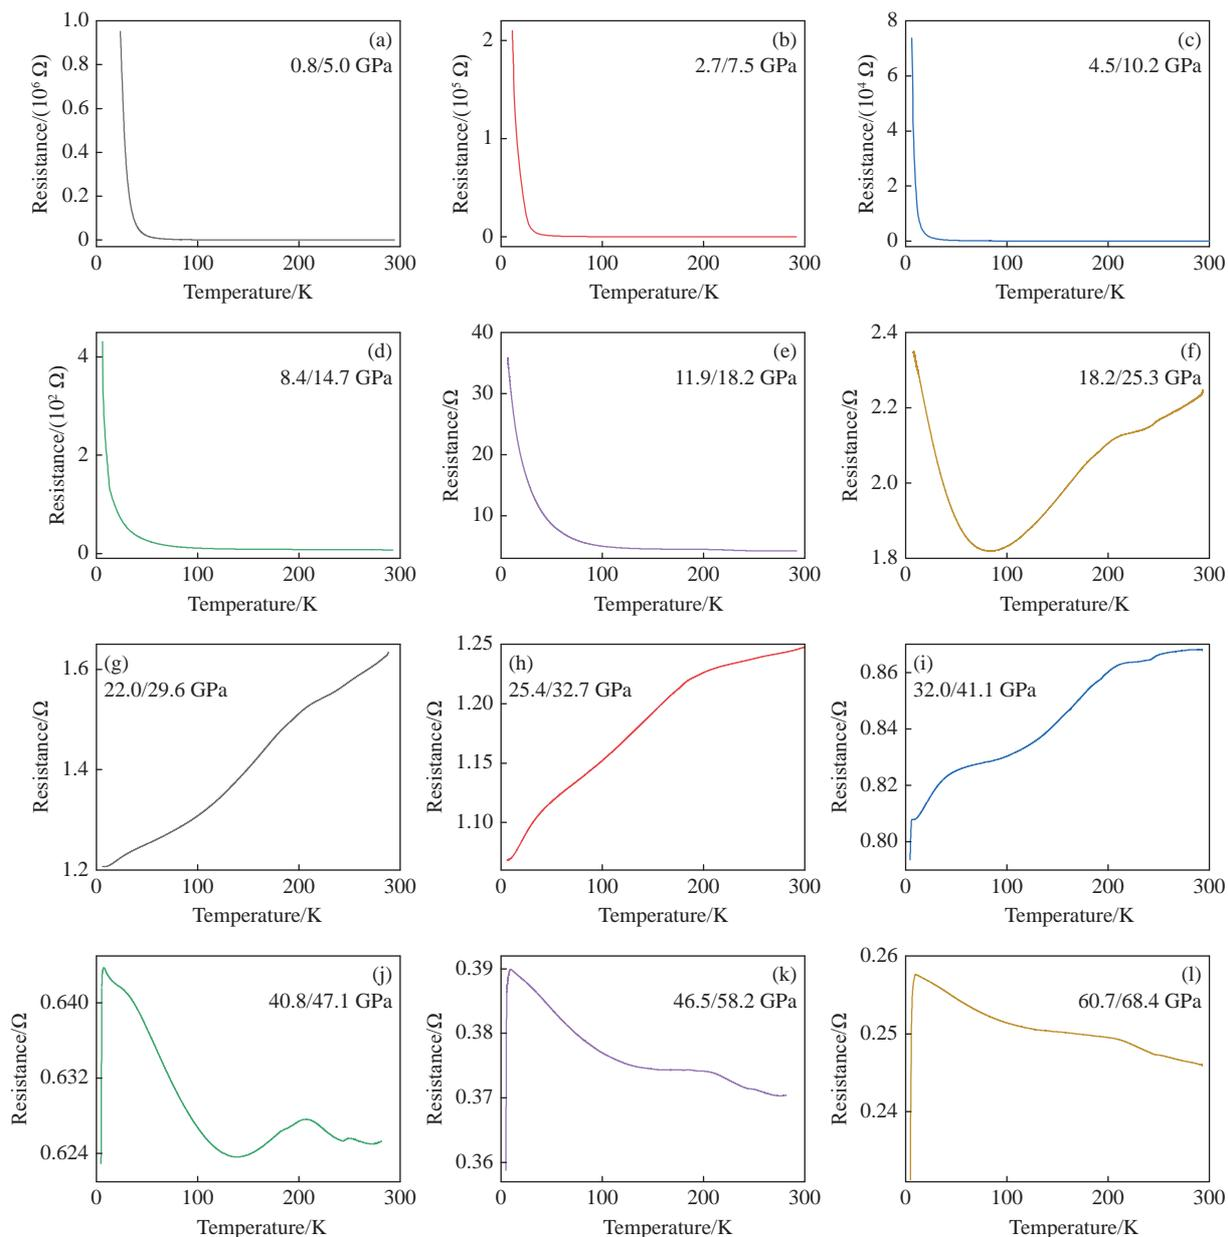 (a)
0.8/5.0 GPa
Resistance/(10⁶ Ω)
1.0
0.8
0.6
0.4
0.2
0
0 100 200 300
Temperature/K
(b)
2.7/7.5 GPa
Resistance/(10⁵ Ω)
2
1
0
0 100 200 300
Temperature/K
(c)
4.5/10.2 GPa
Resistance/(10⁴ Ω)
8
6
4
2
0
0 100 200 300
Temperature/K
(d)
8.4/14.7 GPa
Resistance/(10² Ω)
4
2
0
0 100 200 300
Temperature/K
(e)
11.9/18.2 GPa
Resistance/Ω
40
30
20
10
0 100 200 300
Temperature/K
(f)
18.2/25.3 GPa
Resistance/Ω
2.4
2.2
2.0
1.8
0 100 200 300
Temperature/K
(g)
22.0/29.6 GPa
Resistance/Ω
1.6
1.4
1.2
0 100 200 300
Temperature/K
(h)
25.4/32.7 GPa
Resistance/Ω
1.25
1.20
1.15
1.10
0 100 200 300
Temperature/K
(i)
32.0/41.1 GPa
Resistance/Ω
0.86
0.84
0.82
0.80
0 100 200 300
Temperature/K
(j)
40.8/47.1 GPa
Resistance/Ω
0.640
0.632
0.624
0 100 200 300
Temperature/K
(k)
46.5/58.2 GPa
Resistance/Ω
0.39
0.38
0.37
0.36
0 100 200 300
Temperature/K
(l)
60.7/68.4 GPa
Resistance/Ω
0.26
0.25
0.24
0 100 200 300
Temperature/K